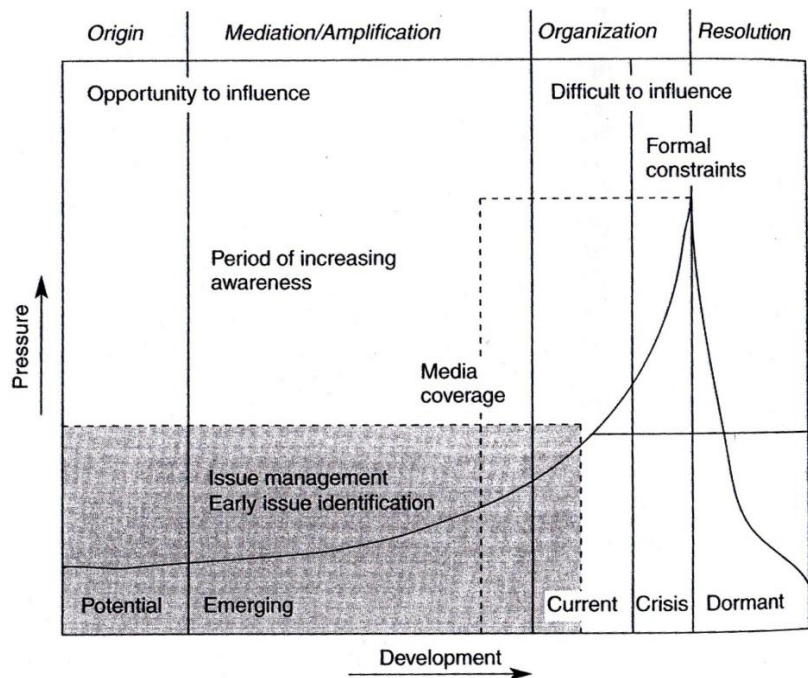 Origin
Mediation/Amplification
Organization
Resolution
Opportunity to influence
Difficult to influence
Formal
constraints
Period of increasing
awareness
Pressure
Media
coverage
Issue management
Early issue identification
Potential
Emerging
Current
Crisis
Dormant
Development